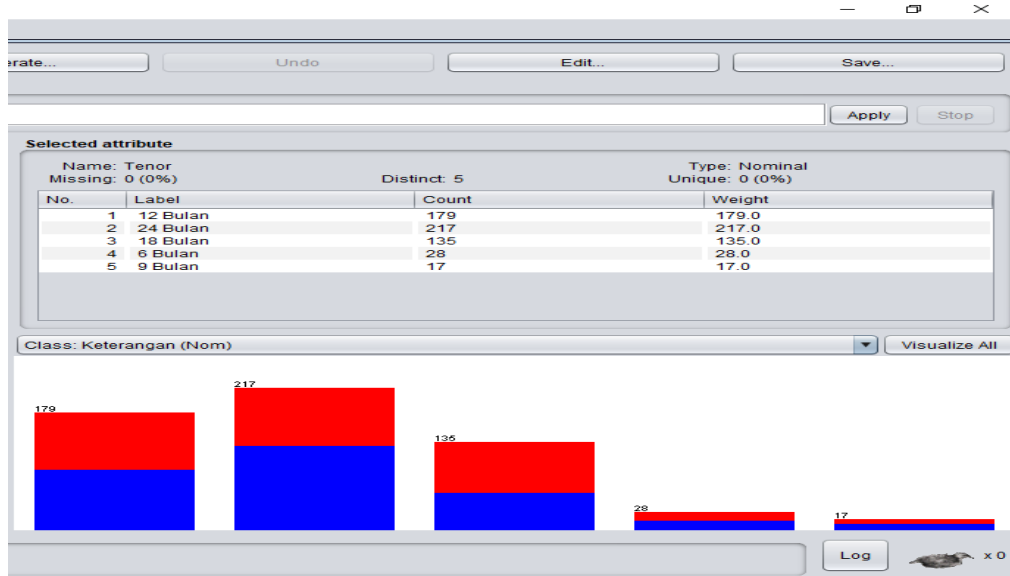 erate... Undo Edit... Save...
Apply Stop
Selected attribute
Name: Tenor Type: Nominal
Missing: 0 (0%) Distinct: 5 Unique: 0 (0%)
No. Label Count Weight
1 12 Bulan 179 179.0
2 24 Bulan 217 217.0
3 18 Bulan 135 135.0
4 6 Bulan 28 28.0
5 9 Bulan 17 17.0
Class: Keterangan (Nom) Visualize All
179 217 135 28 17
Log x 0